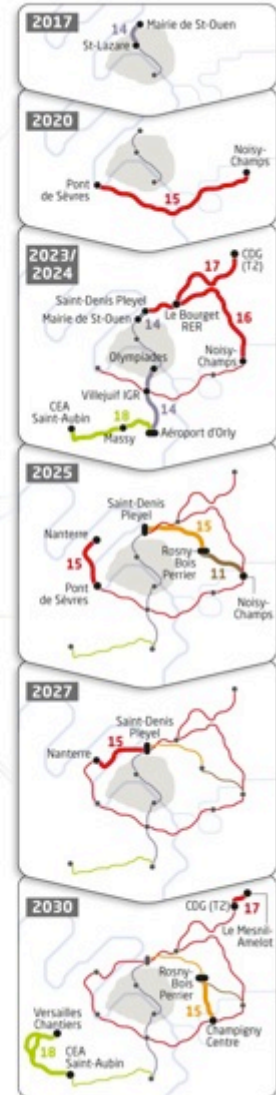 2017
14
Mairie de St-Ouen
St-Lazare
2020
Noisy-
Champs
Pont
de Sèvres
15
2023/
2024
CDG
(T2)
17
Saint-Denis Pleyel
Mairie de St-Ouen
14
Le Bourget
RER
16
Olympiades
Noisy-
Champs
Villejuif IGR
CEA
Saint-Aubin
18
14
Massy
Aéroport d'Orly
2025
Saint-Denis
Pleyel
Nanterre
15
Rosny-
Bois
Perrier
15
11
Pont
de Sèvres
Noisy-
Champs
2027
Saint-Denis
Pleyel
Nanterre
15
2030
CDG (T2)
17
Le Mesnil-
Amelot
Rosny-
Bois
Perrier
Versailles
Chantiers
15
Champigny
Centre
18
CEA
Saint-Aubin